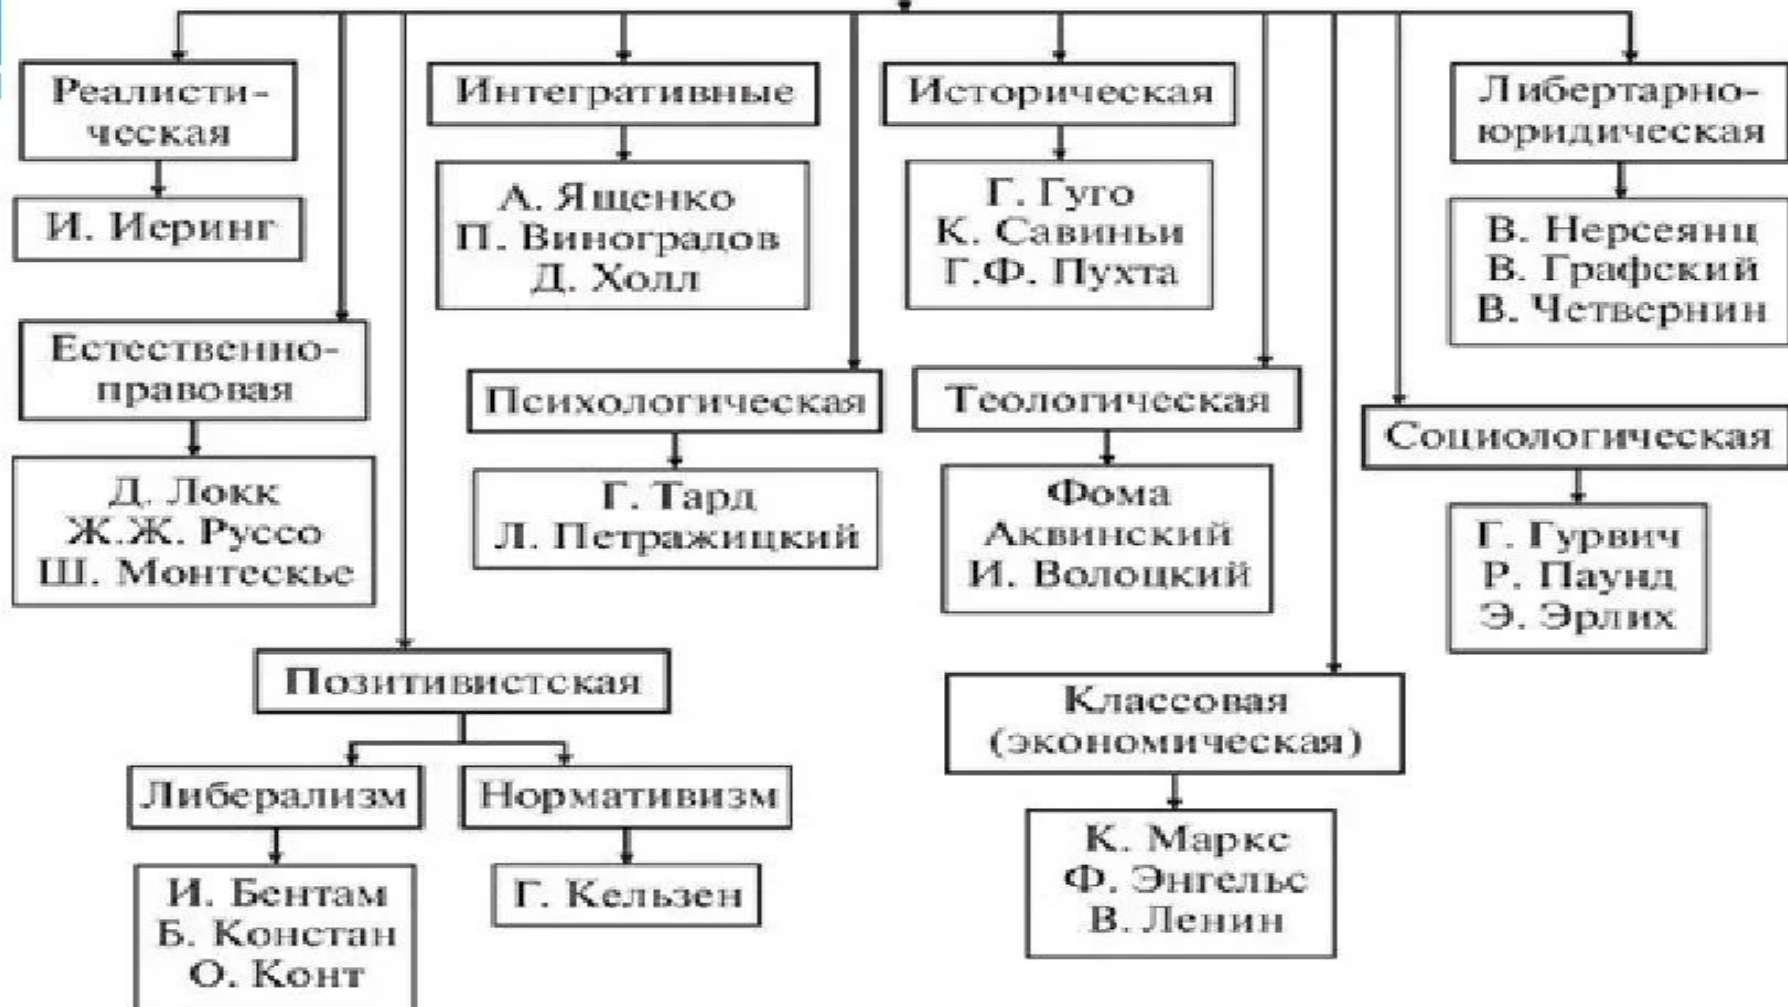 Реалисти-
ческая
И. Иеринг
Естественно-
правовая
Д. Локк
Ж.Ж. Руссо
Ш. Монтескье
Позитивистская
Либерализм
И. Бентам
Б. Констан
О. Конт
Нормативизм
Г. Кельзен
Интегративные
А. Ященко
П. Виноградов
Д. Холл
Психологическая
Г. Тард
Л. Петражицкий
Историческая
Г. Гуго
К. Савиньи
Г.Ф. Пухта
Теологическая
Фома
Аквинский
И. Волоцкий
Классовая
(экономическая)
К. Маркс
Ф. Энгельс
В. Ленин
Либертарно-
юридическая
В. Нерсеянц
В. Графский
В. Четвернин
Социологическая
Г. Гурвич
Р. Паунд
Э. Эрлих